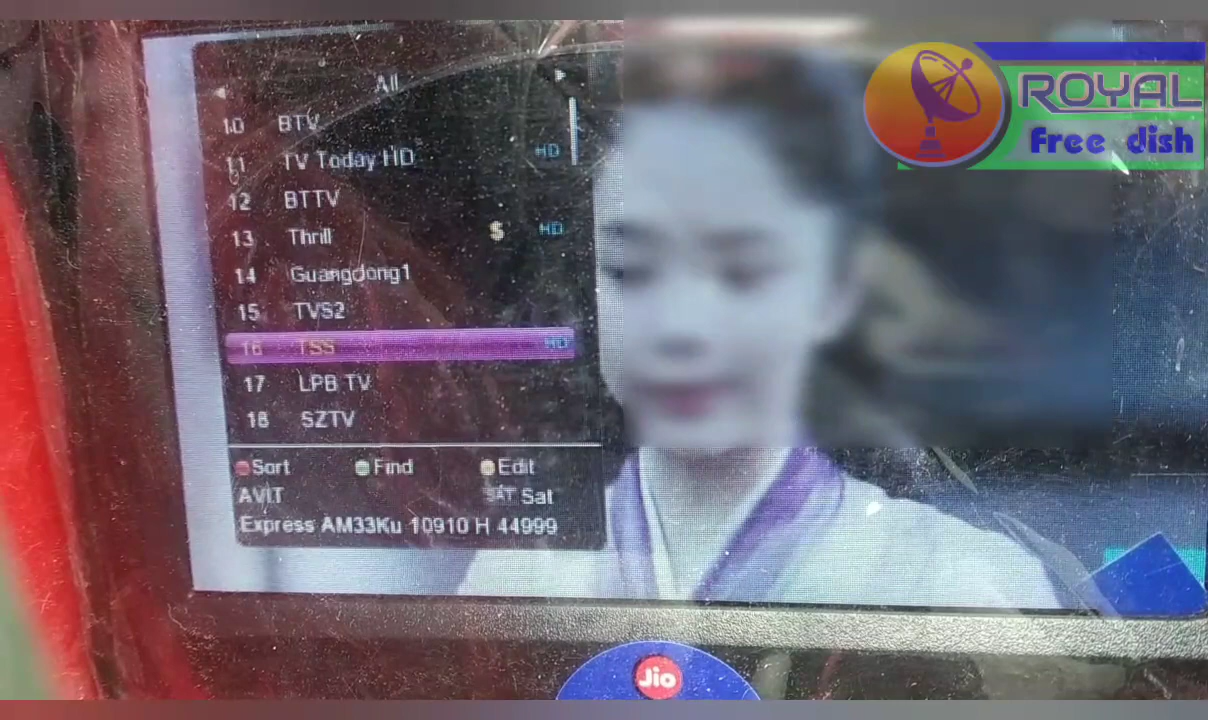 All
10 BTV
11 TV Today HD HD
12 BTTV
13 Thrill $ HD
14 Guangdong1
15 TVS2
16 TSS HD
17 LPB TV
18 SZTV
Sort Find Edit
AVIT SAT Sat
Express AM33Ku 10910 H 44999
ROYAL
Free dish
Jio